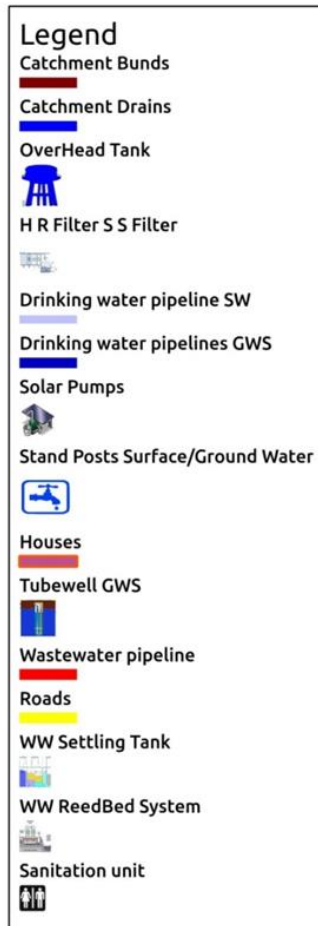 Legend
Catchment Bunds
Catchment Drains
OverHead Tank
H R Filter S S Filter
Drinking water pipeline SW
Drinking water pipelines GWS
Solar Pumps
Stand Posts Surface/Ground Water
Houses
Tubewell GWS
Wastewater pipeline
Roads
WW Settling Tank
WW ReedBed System
Sanitation unit